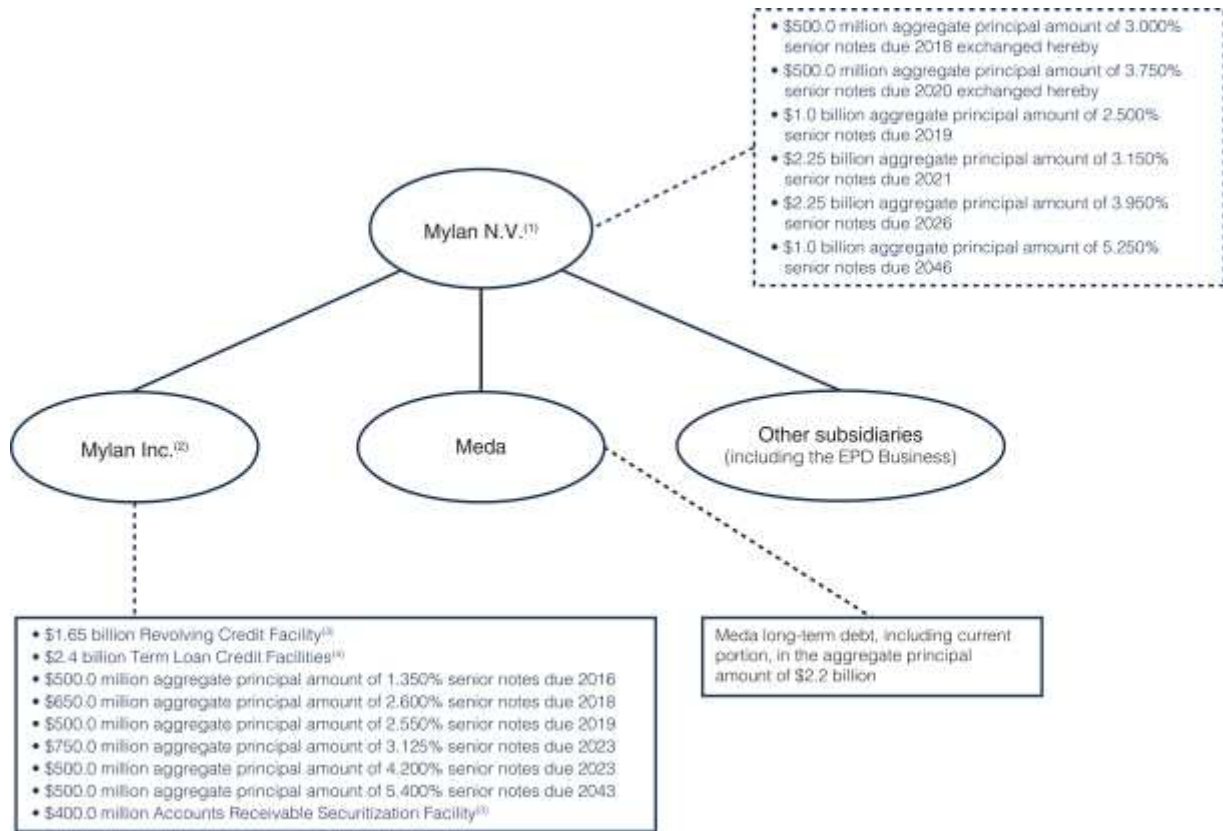 • $500.0 million aggregate principal amount of 3.000%
senior notes due 2018 exchanged hereby
• $500.0 million aggregate principal amount of 3.750%
senior notes due 2020 exchanged hereby
• $1.0 billion aggregate principal amount of 2.500%
senior notes due 2019
• $2.25 billion aggregate principal amount of 3.150%
senior notes due 2021
• $2.25 billion aggregate principal amount of 3.950%
senior notes due 2026
• $1.0 billion aggregate principal amount of 5.250%
senior notes due 2046
Mylan N.V.(1)
Mylan Inc.(2)
Meda
Other subsidiaries
(including the EPD Business)
• $1.65 billion Revolving Credit Facility(3)
• $2.4 billion Term Loan Credit Facilities(4)
• $500.0 million aggregate principal amount of 1.350% senior notes due 2016
• $650.0 million aggregate principal amount of 2.600% senior notes due 2018
• $500.0 million aggregate principal amount of 2.550% senior notes due 2019
• $750.0 million aggregate principal amount of 3.125% senior notes due 2023
• $500.0 million aggregate principal amount of 4.200% senior notes due 2023
• $500.0 million aggregate principal amount of 5.400% senior notes due 2043
• $400.0 million Accounts Receivable Securitization Facility
Meda long-term debt, including current
portion, in the aggregate principal
amount of $2.2 billion